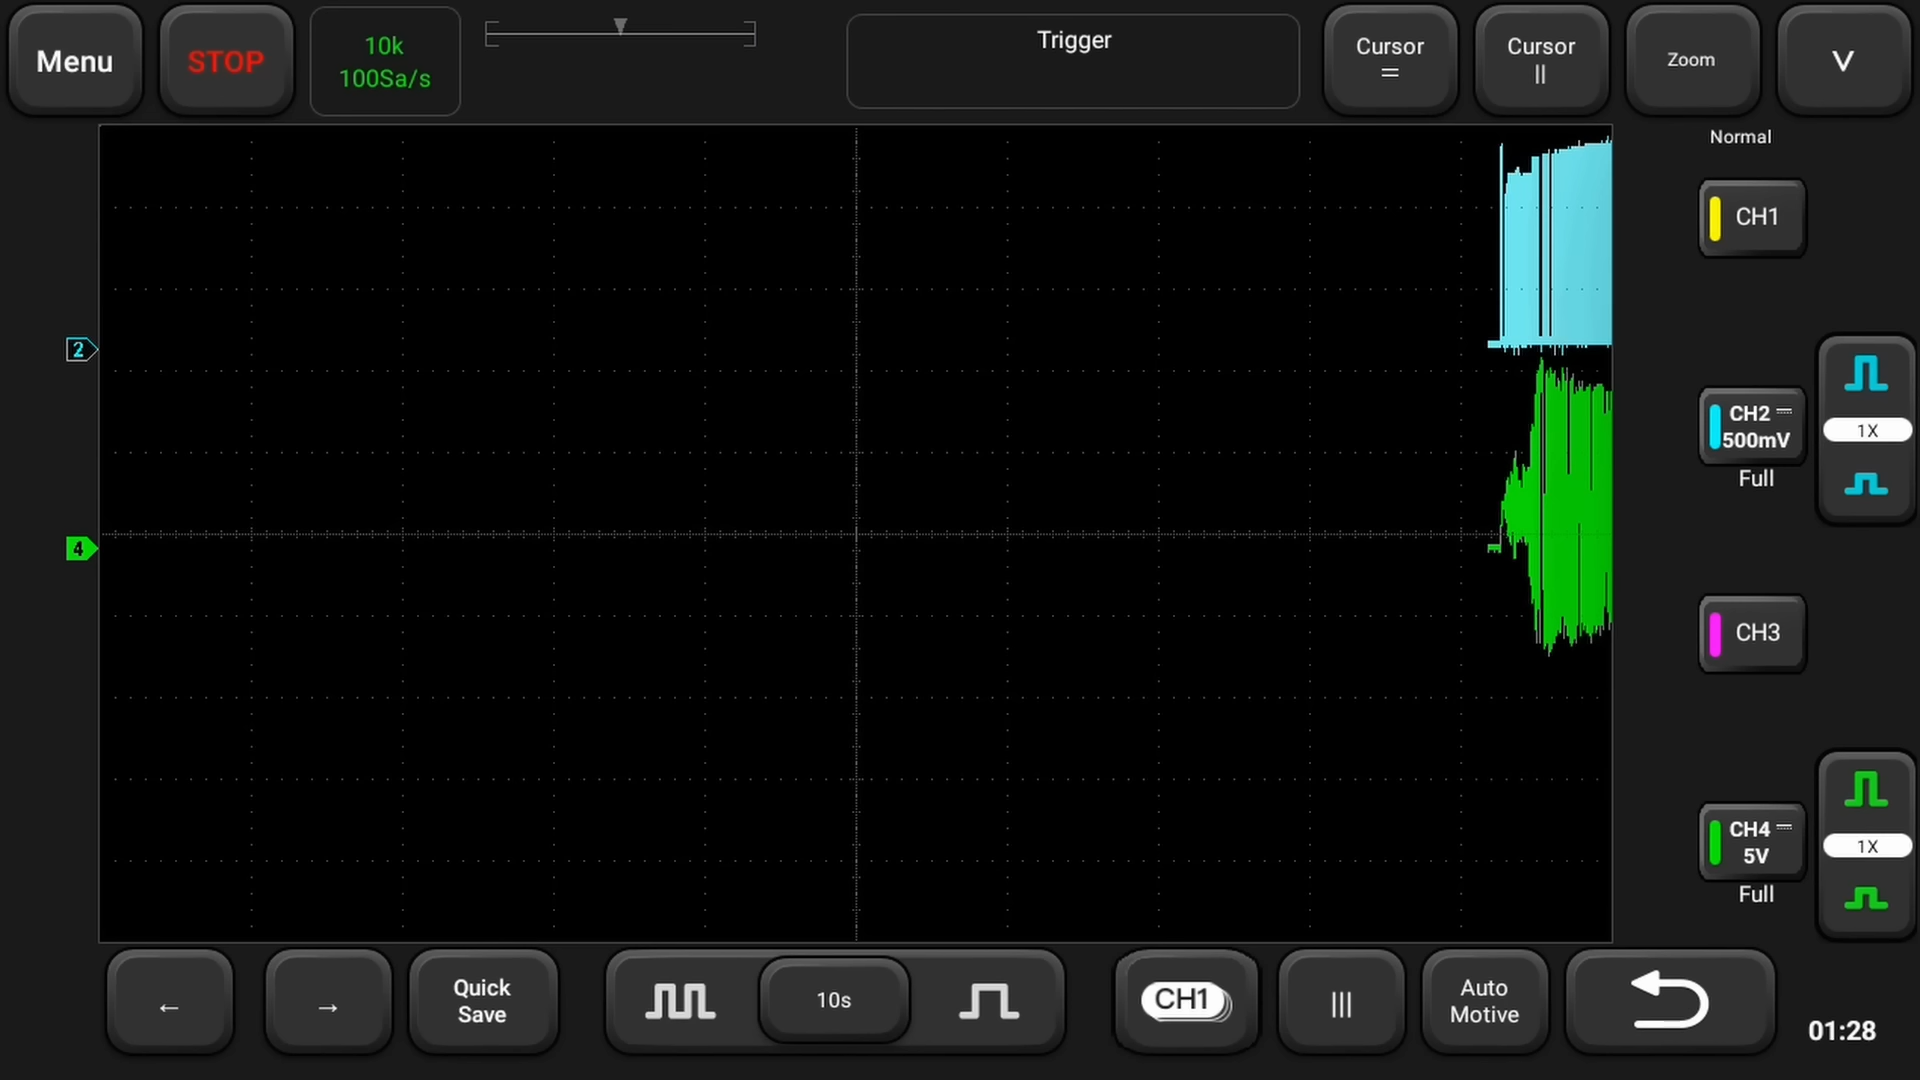 Menu
STOP
10k
100Sa/s
Trigger
Cursor
=
Cursor
||
Zoom
V
Normal
CH1
2
CH2
500mV
Full
1X
4
CH3
CH4
5V
Full
1X
←
→
Quick
Save
10s
CH1
|||
Auto
Motive
01:28